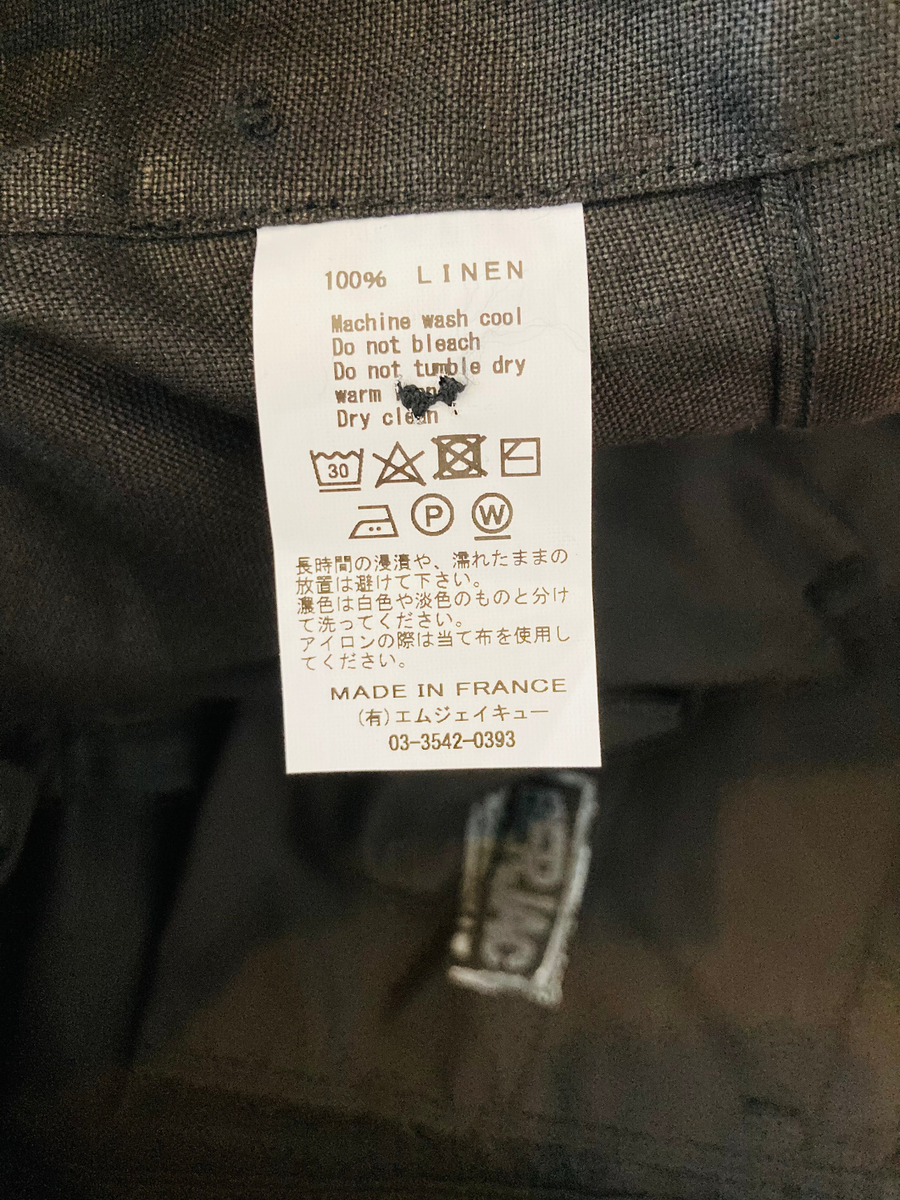 100% LINEN
Machine wash cool
Do not bleach
Do not tumble dry
warm
Dry clean
30
P
W
長時間の浸漬や、濡れたままの
放置は避けて下さい。
濃色は白色や淡色のものと分け
て洗ってください。
アイロンの際は当て布を使用し
てください。
MADE IN FRANCE
(有)エムジェイキュー
03-3542-0393